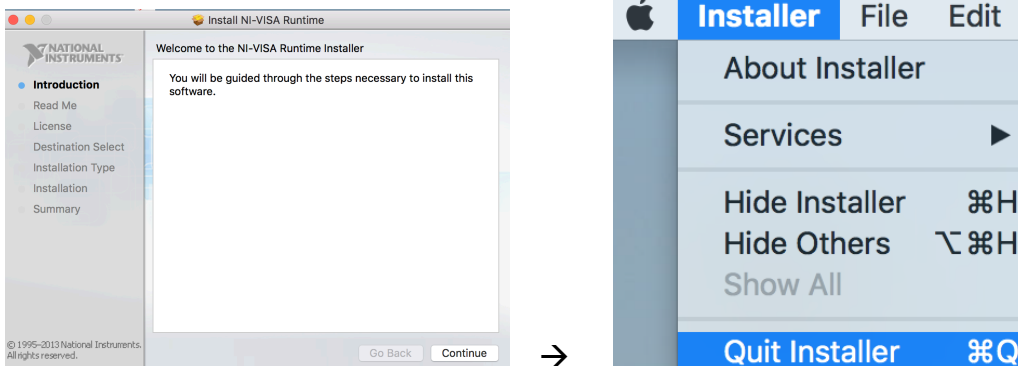 Install NI-VISA Runtime
NATIONAL
INSTRUMENTS
Introduction
Read Me
License
Destination Select
Installation Type
Installation
Summary
Welcome to the NI-VISA Runtime Installer
You will be guided through the steps necessary to install this
software.
© 1995–2013 National Instruments.
All rights reserved.
Go Back Continue
→
Installer File Edit
About Installer
Services ▶
Hide Installer ⌘H
Hide Others ⌥⌘H
Show All
Quit Installer ⌘Q